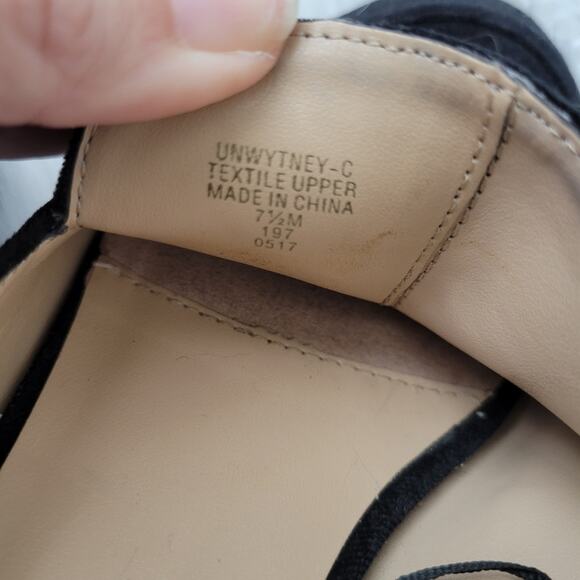 UNWYTNEY-C
TEXTILE UPPER
MADE IN CHINA
7½M
197
0517